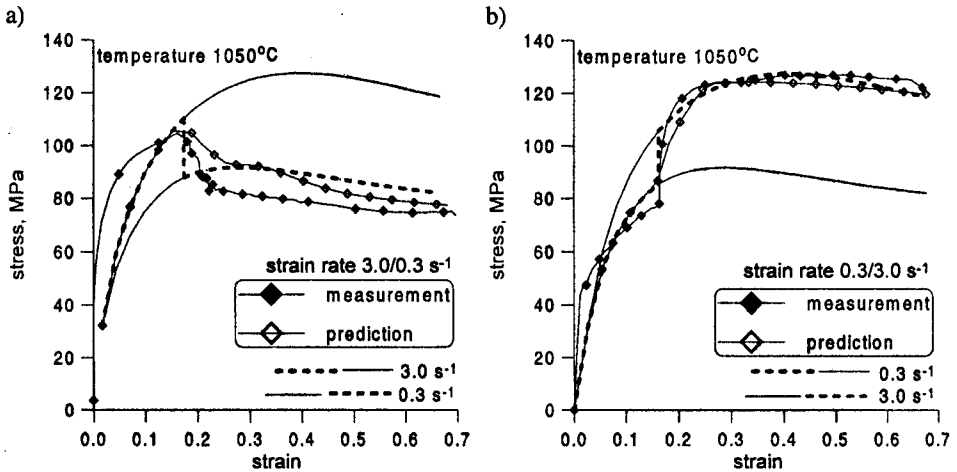 a)
temperature 1050°C
stress, MPa
140
120
100
80
60
40
20
0
0.0 0.1 0.2 0.3 0.4 0.5 0.6 0.7
strain
strain rate 3.0/0.3 s-1
measurement
prediction
3.0 s-1
0.3 s-1
b)
temperature 1050°C
stress, MPa
140
120
100
80
60
40
20
0
0.0 0.1 0.2 0.3 0.4 0.5 0.6 0.7
strain
strain rate 0.3/3.0 s-1
measurement
prediction
0.3 s-1
3.0 s-1